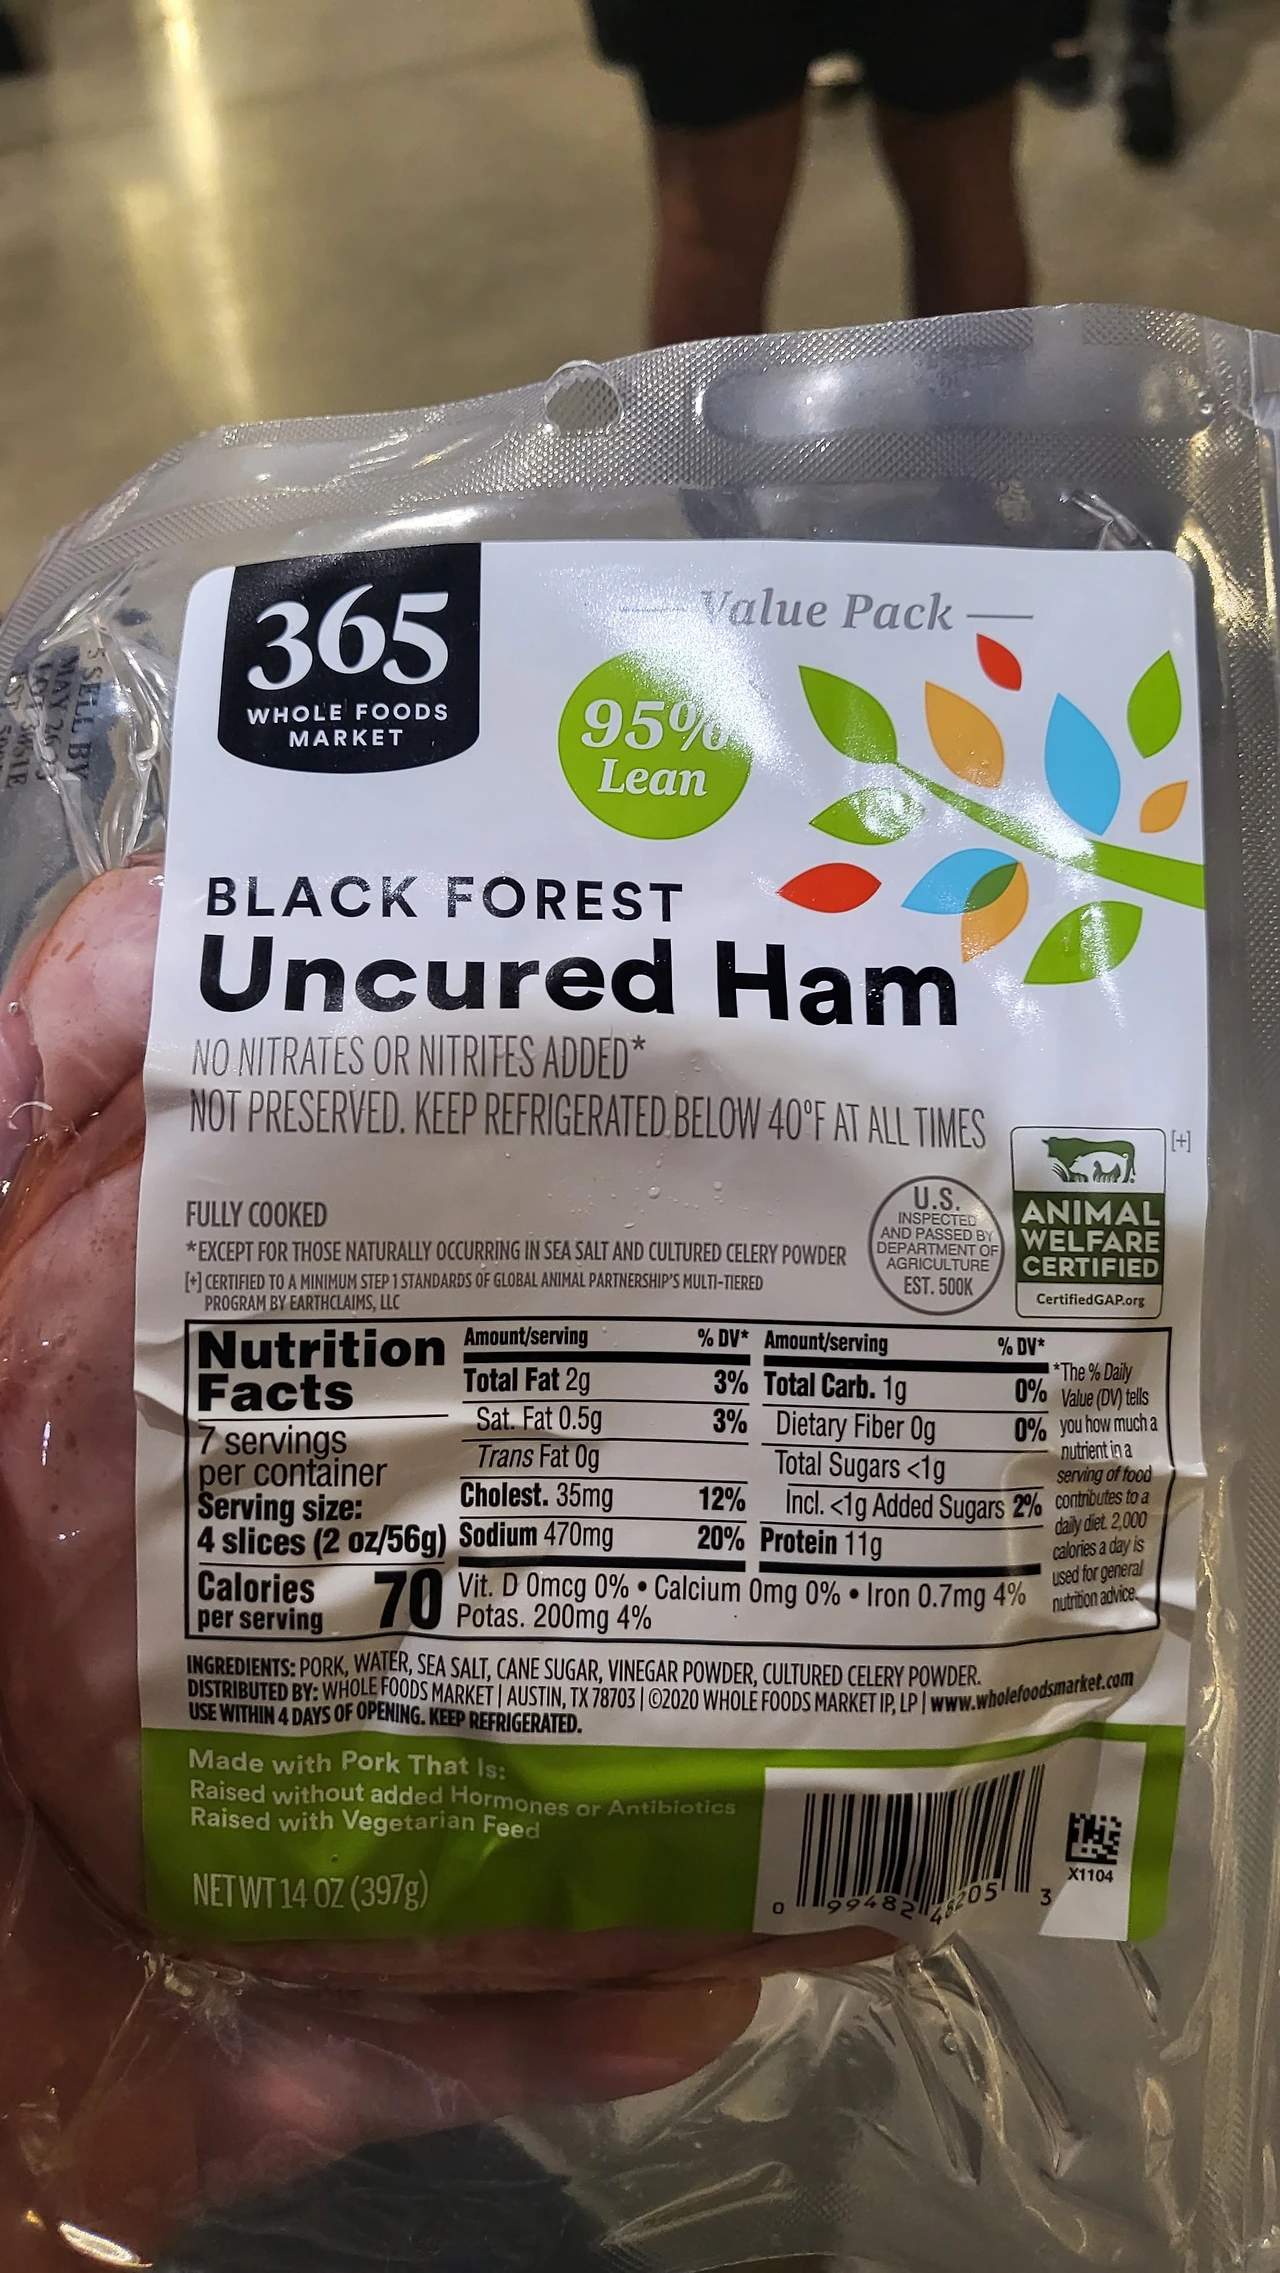 SELL BY
MAY
365
WHOLE FOODS
MARKET
Value Pack
95%
Lean
BLACK FOREST
Uncured Ham
NO NITRATES OR NITRITES ADDED*
NOT PRESERVED. KEEP REFRIGERATED BELOW 40°F AT ALL TIMES
FULLY COOKED
*EXCEPT FOR THOSE NATURALLY OCCURRING IN SEA SALT AND CULTURED CELERY POWDER
[+] CERTIFIED TO A MINIMUM STEP 1 STANDARDS OF GLOBAL ANIMAL PARTNERSHIP'S MULTI-TIERED
PROGRAM BY EARTHCLAIMS, LLC
U.S.
INSPECTED
AND PASSED BY
DEPARTMENT OF
AGRICULTURE
EST. 500K
[+]
ANIMAL
WELFARE
CERTIFIED
CertifiedGAP.org
Nutrition
Facts
7 servings
per container
Serving size:
4 slices (2 oz/56g)
Calories
per serving
70
Amount/serving % DV*
Total Fat 2g 3%
Sat. Fat 0.5g 3%
Trans Fat 0g
Cholest. 35mg 12%
Sodium 470mg 20%
Amount/serving % DV*
Total Carb. 1g 0%
Dietary Fiber 0g 0%
Total Sugars <1g
Incl. <1g Added Sugars 2%
Protein 11g
Vit. D 0mcg 0% • Calcium 0mg 0% • Iron 0.7mg 4%
Potas. 200mg 4%
*The % Daily
Value (DV) tells
you how much a
nutrient in a
serving of food
contributes to a
daily diet. 2,000
calories a day is
used for general
nutrition advice.
INGREDIENTS: PORK, WATER, SEA SALT, CANE SUGAR, VINEGAR POWDER, CULTURED CELERY POWDER.
DISTRIBUTED BY: WHOLE FOODS MARKET | AUSTIN, TX 78703 | ©2020 WHOLE FOODS MARKET IP, LP | www.wholefoodsmarket.com
USE WITHIN 4 DAYS OF OPENING. KEEP REFRIGERATED.
Made with Pork That Is:
Raised without added Hormones or Antibiotics
Raised with Vegetarian Feed
NET WT 14 OZ (397g)
0 99482 48205 3
X1104